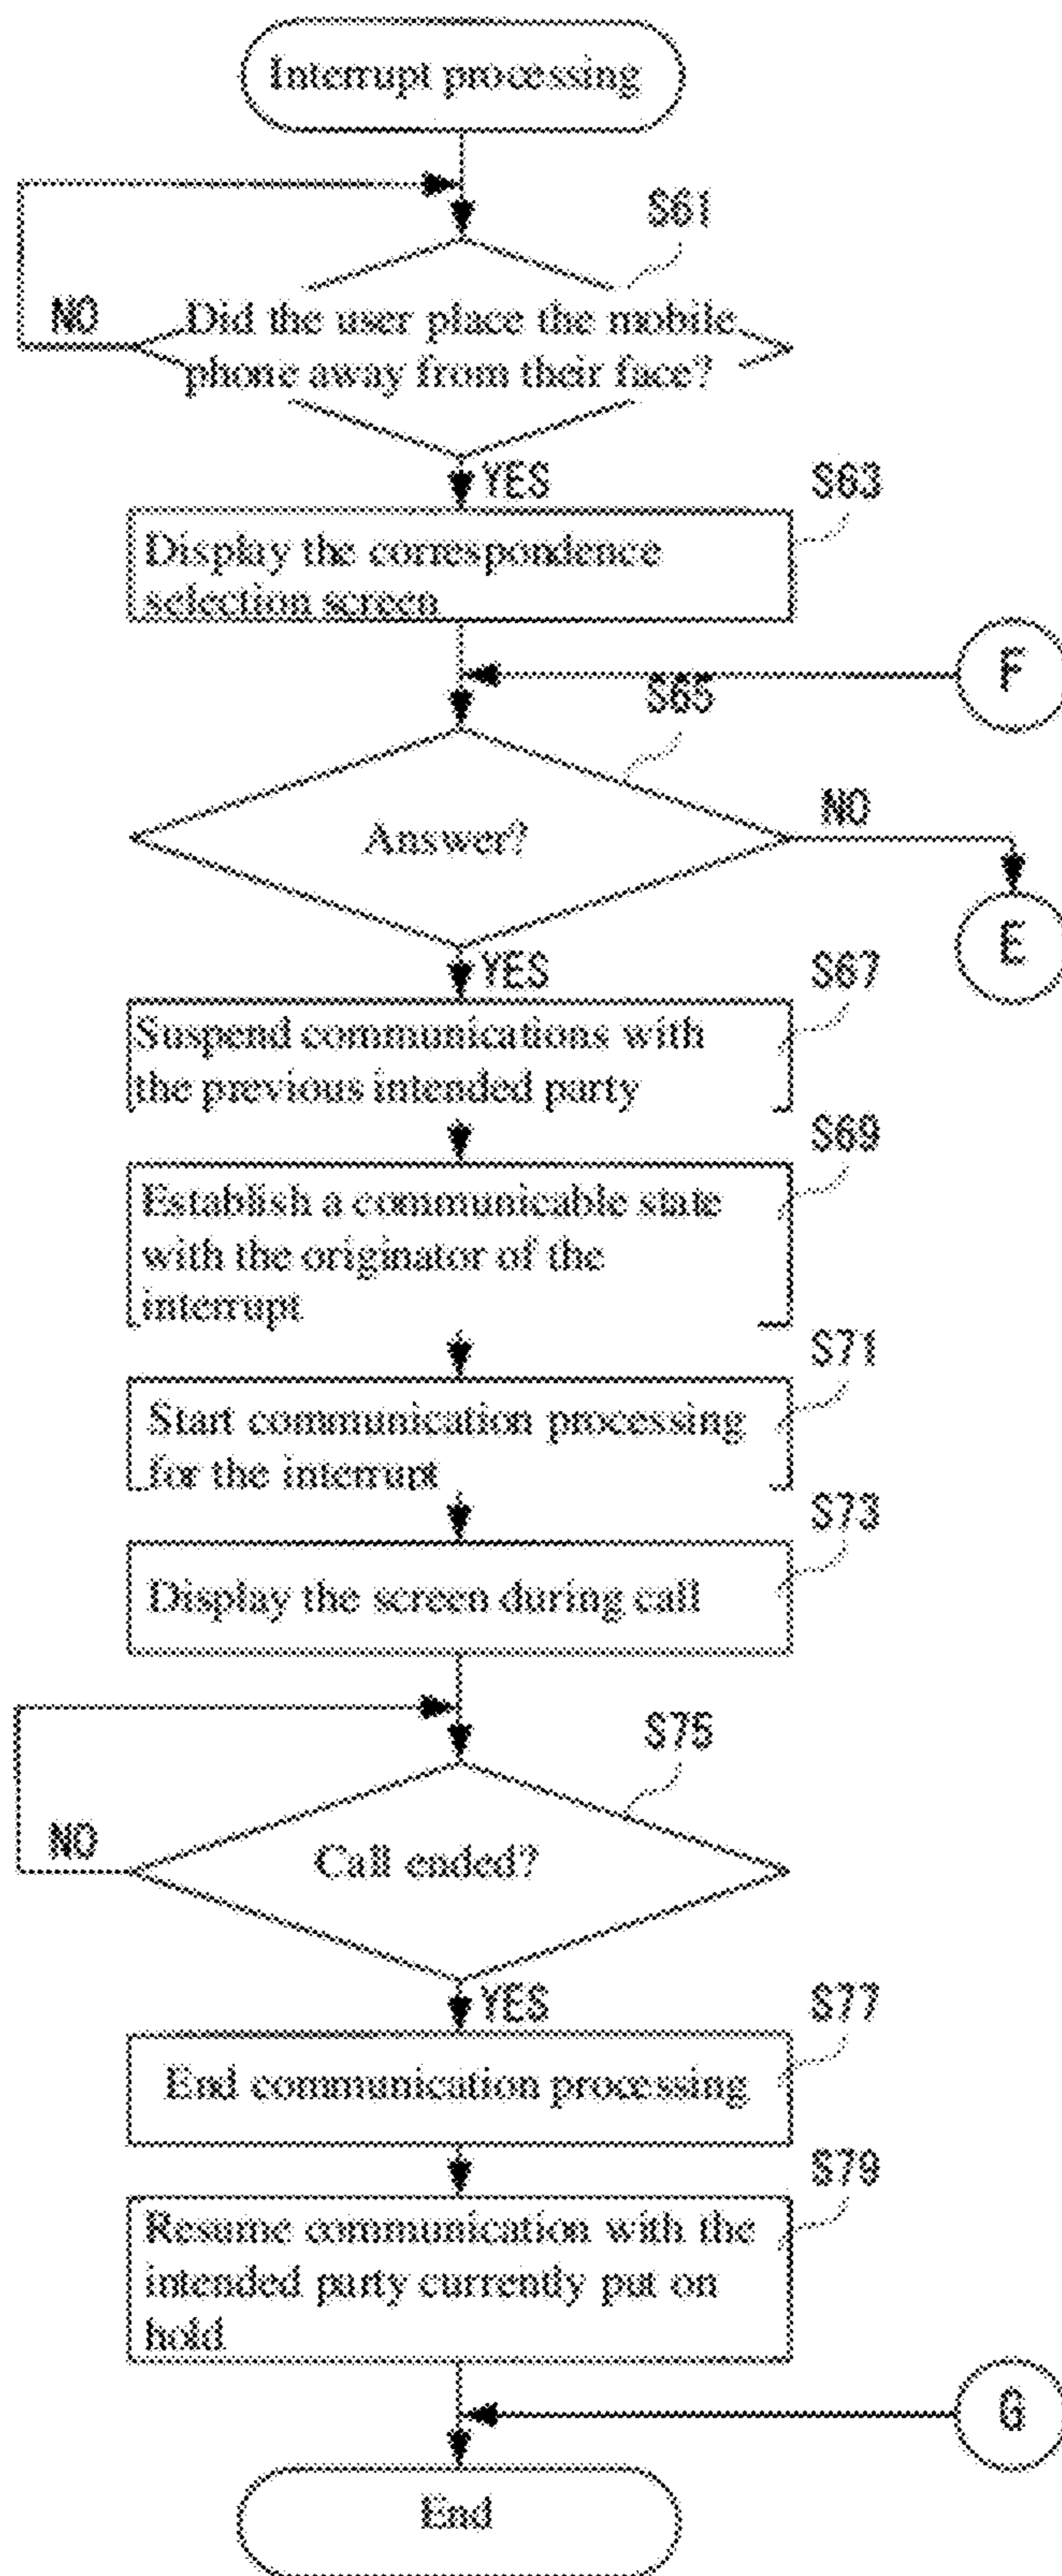 Interrupt processing
S61
NO
Did the user place the mobile
phone away from their face?
YES
S63
Display the correspondence
selection screen
F
S65
Answer?
NO
E
YES
S67
Suspend communications with
the previous intended party
S69
Establish a communicable state
with the originator of the
interrupt
S71
Start communication processing
for the interrupt
S73
Display the screen during call
S75
NO
Call ended?
YES
S77
End communication processing
S79
Resume communication with the
intended party currently put on
hold
G
End